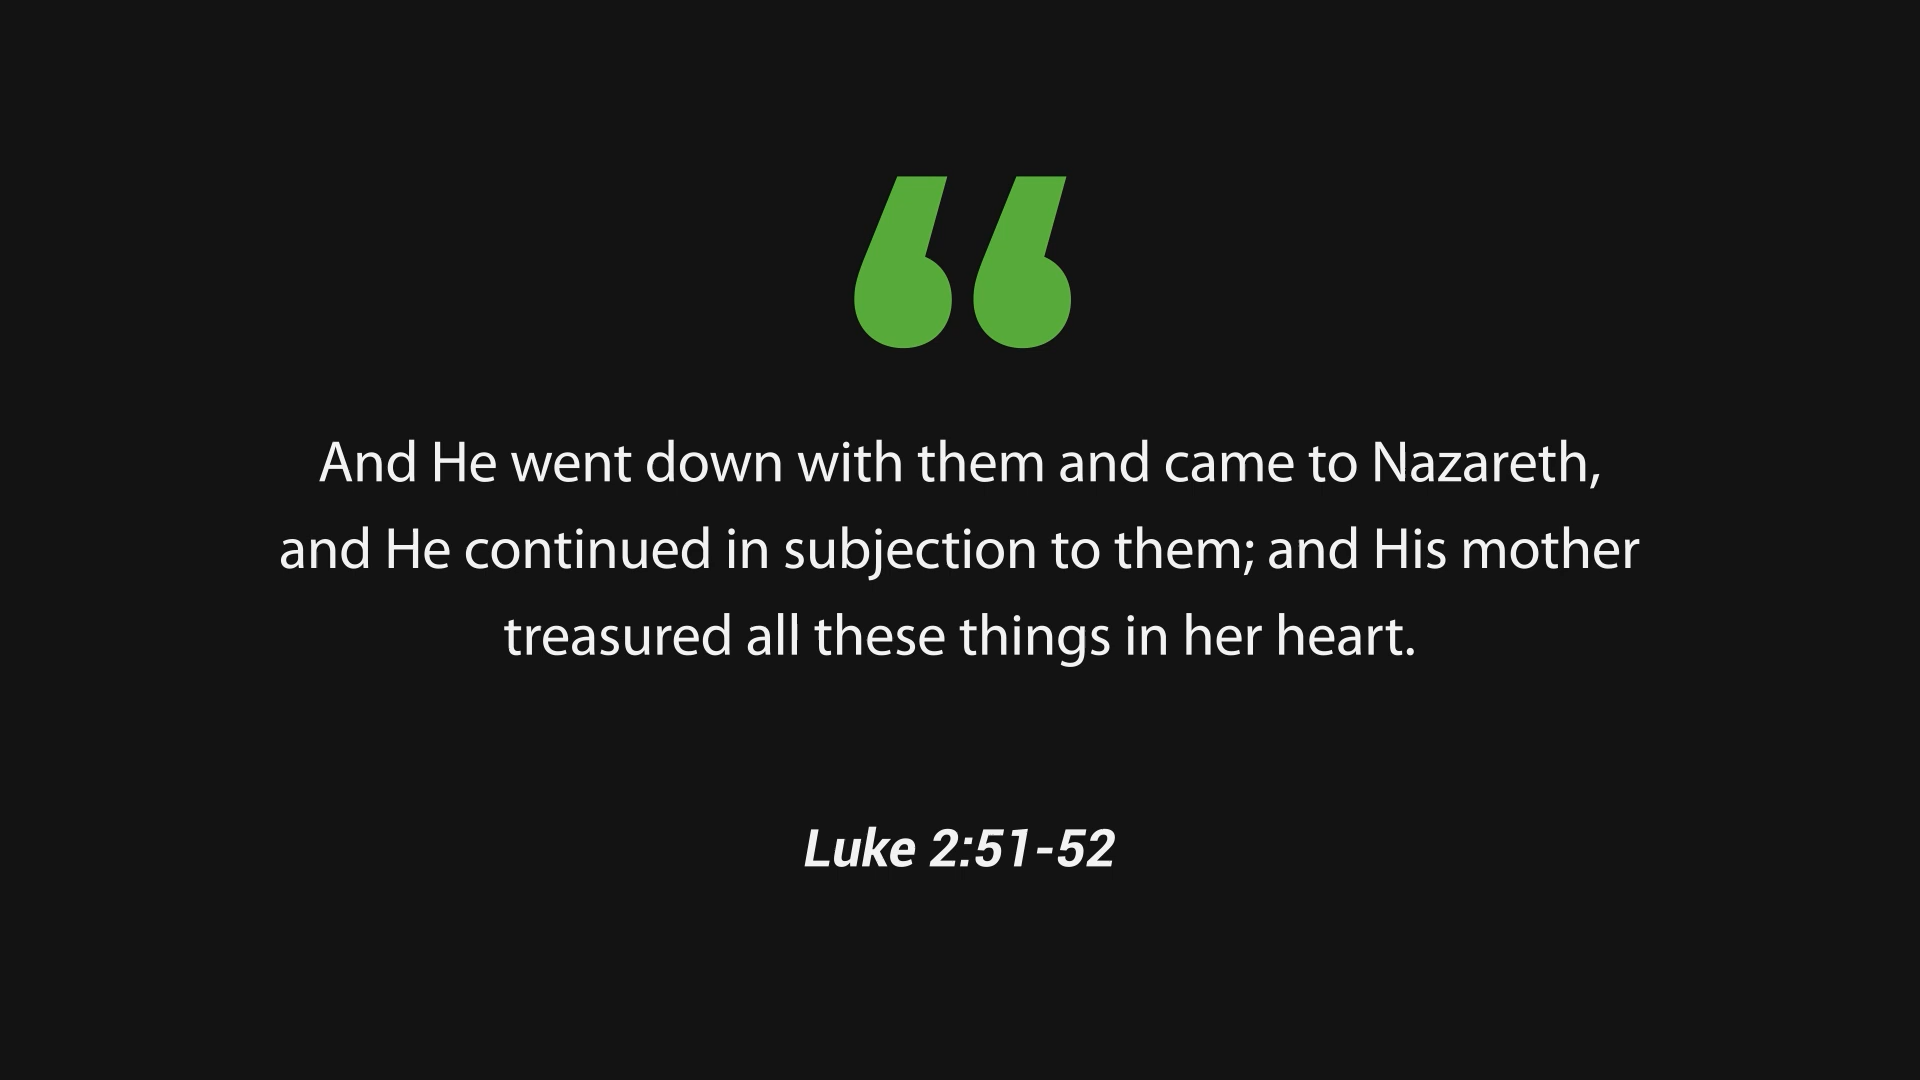 “
And He went down with them and came to Nazareth,
and He continued in subjection to them; and His mother
treasured all these things in her heart.
Luke 2:51-52